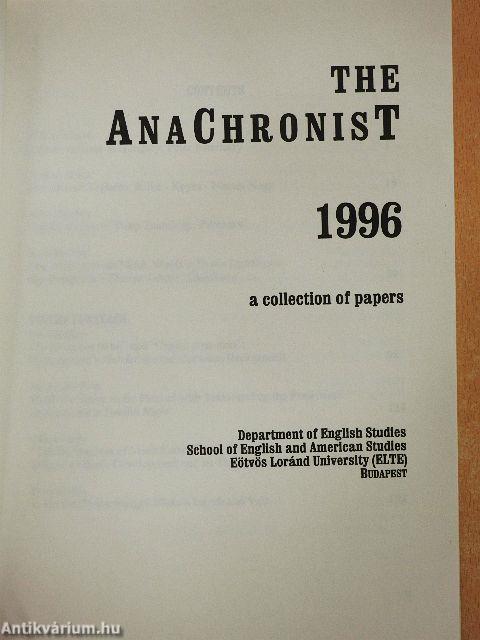 THE
ANACHRONIST
1996
a collection of papers
Department of English Studies
School of English and American Studies
Eötvös Loránd University (ELTE)
BUDAPEST
Antikvárium.hu